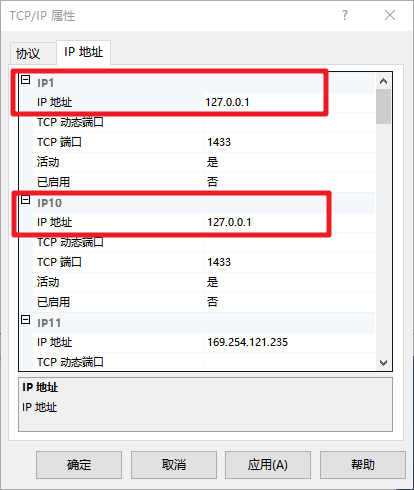 TCP/IP 属性
协议
IP 地址
IP1
IP 地址 127.0.0.1
TCP 动态端口
TCP 端口 1433
活动 是
已启用 否
IP10
IP 地址 127.0.0.1
TCP 动态端口
TCP 端口 1433
活动 是
已启用 否
IP11
IP 地址 169.254.121.235
TCP 动态端口
IP 地址
IP 地址
确定
取消
应用(A)
帮助